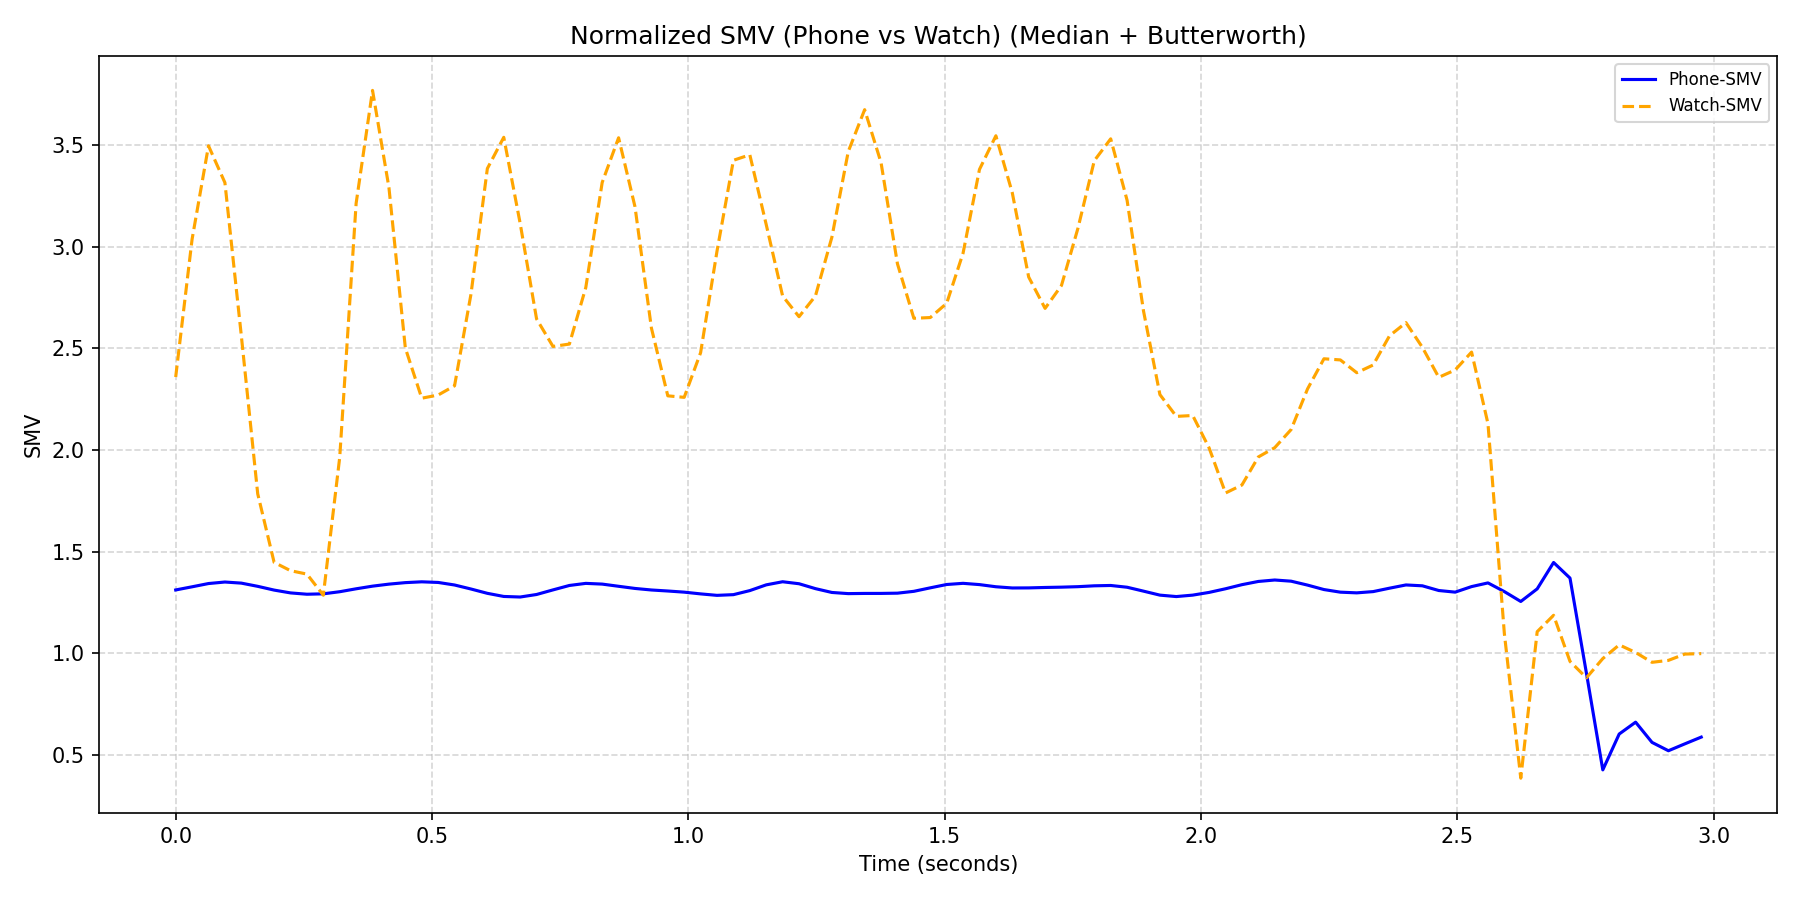 Normalized SMV (Phone vs Watch) (Median + Butterworth)
Phone-SMV
Watch-SMV
SMV
3.5
3.0
2.5
2.0
1.5
1.0
0.5
0.0 0.5 1.0 1.5 2.0 2.5 3.0
Time (seconds)